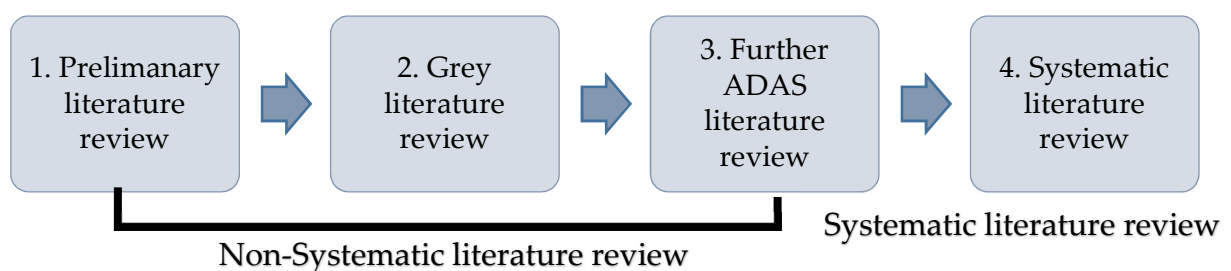 1. Prelimanary
literature
review
2. Grey
literature
review
3. Further
ADAS
literature
review
4. Systematic
literature
review
Non-Systematic literature review
Systematic literature review